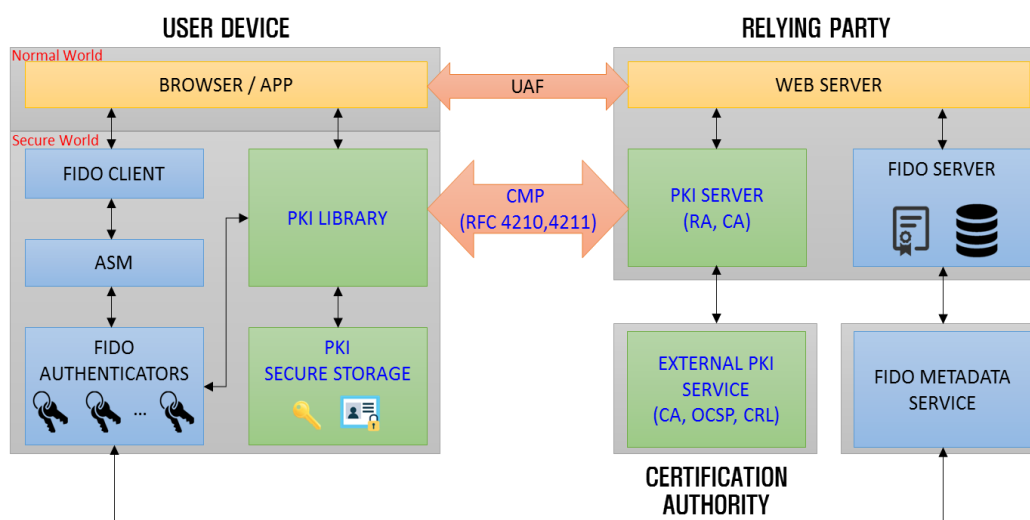 USER DEVICE
RELYING PARTY
Normal World
BROWSER / APP
UAF
WEB SERVER
Secure World
FIDO CLIENT
PKI LIBRARY
CMP
(RFC 4210,4211)
PKI SERVER
(RA, CA)
FIDO SERVER
ASM
FIDO
AUTHENTICATORS
...
PKI
SECURE STORAGE
EXTERNAL PKI
SERVICE
(CA, OCSP, CRL)
FIDO METADATA
SERVICE
CERTIFICATION
AUTHORITY